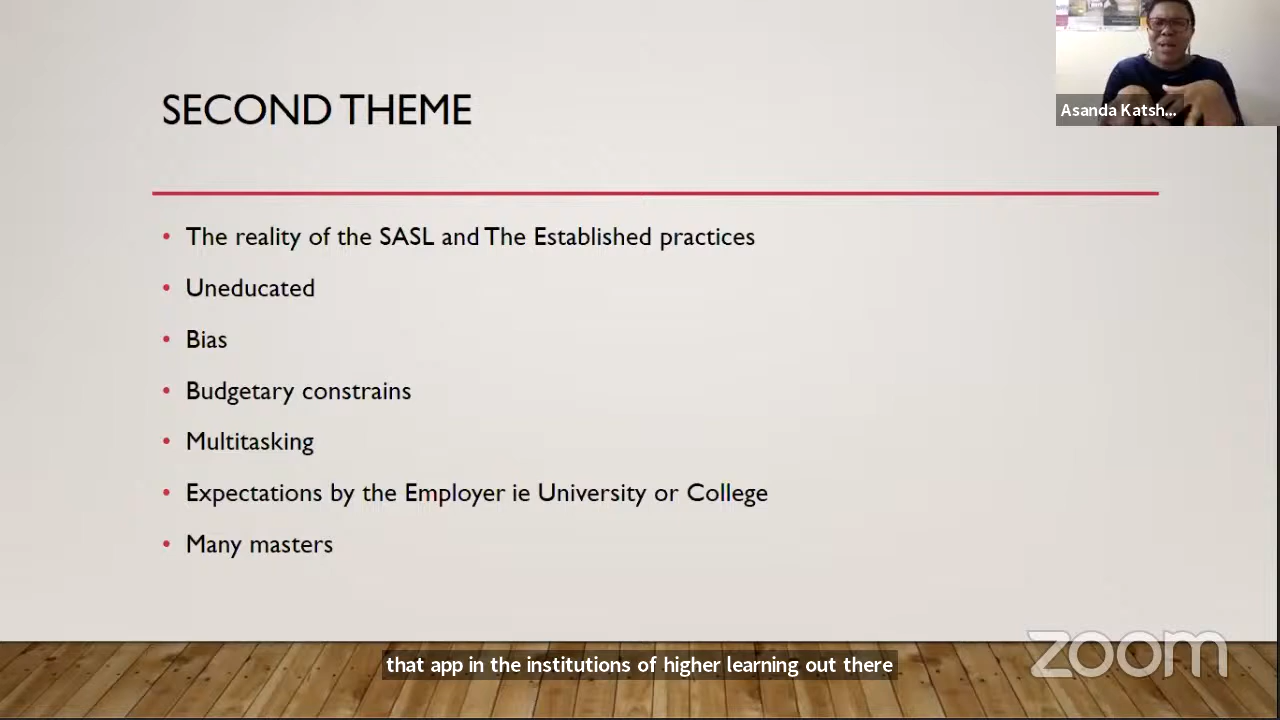 SECOND THEME
Asanda Katsh...
• The reality of the SASL and The Established practices
• Uneducated
• Bias
• Budgetary constrains
• Multitasking
• Expectations by the Employer ie University or College
• Many masters
zoom
that app in the institutions of higher learning out there